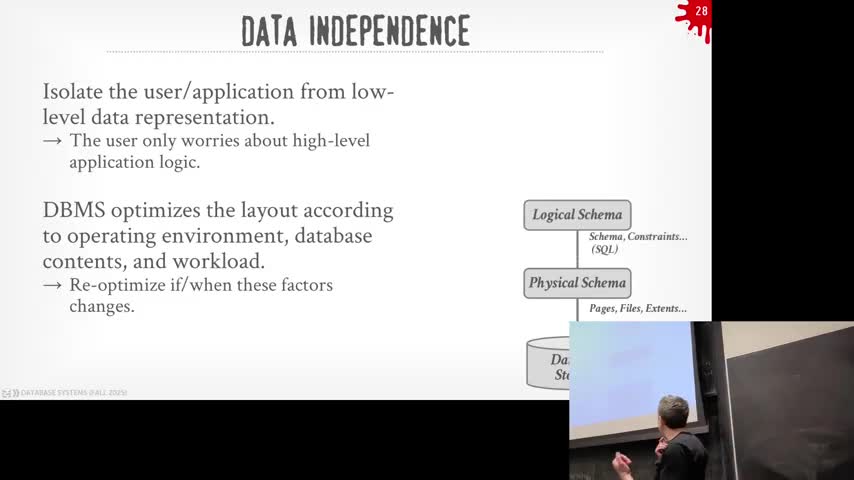 DATA INDEPENDENCE
28
Isolate the user/application from low-
level data representation.
→ The user only worries about high-level
application logic.
DBMS optimizes the layout according
to operating environment, database
contents, and workload.
→ Re-optimize if/when these factors
changes.
Logical Schema
Schema, Constraints...
(SQL)
Physical Schema
Pages, Files, Extents...
DATABASE SYSTEMS (FALL 2025)